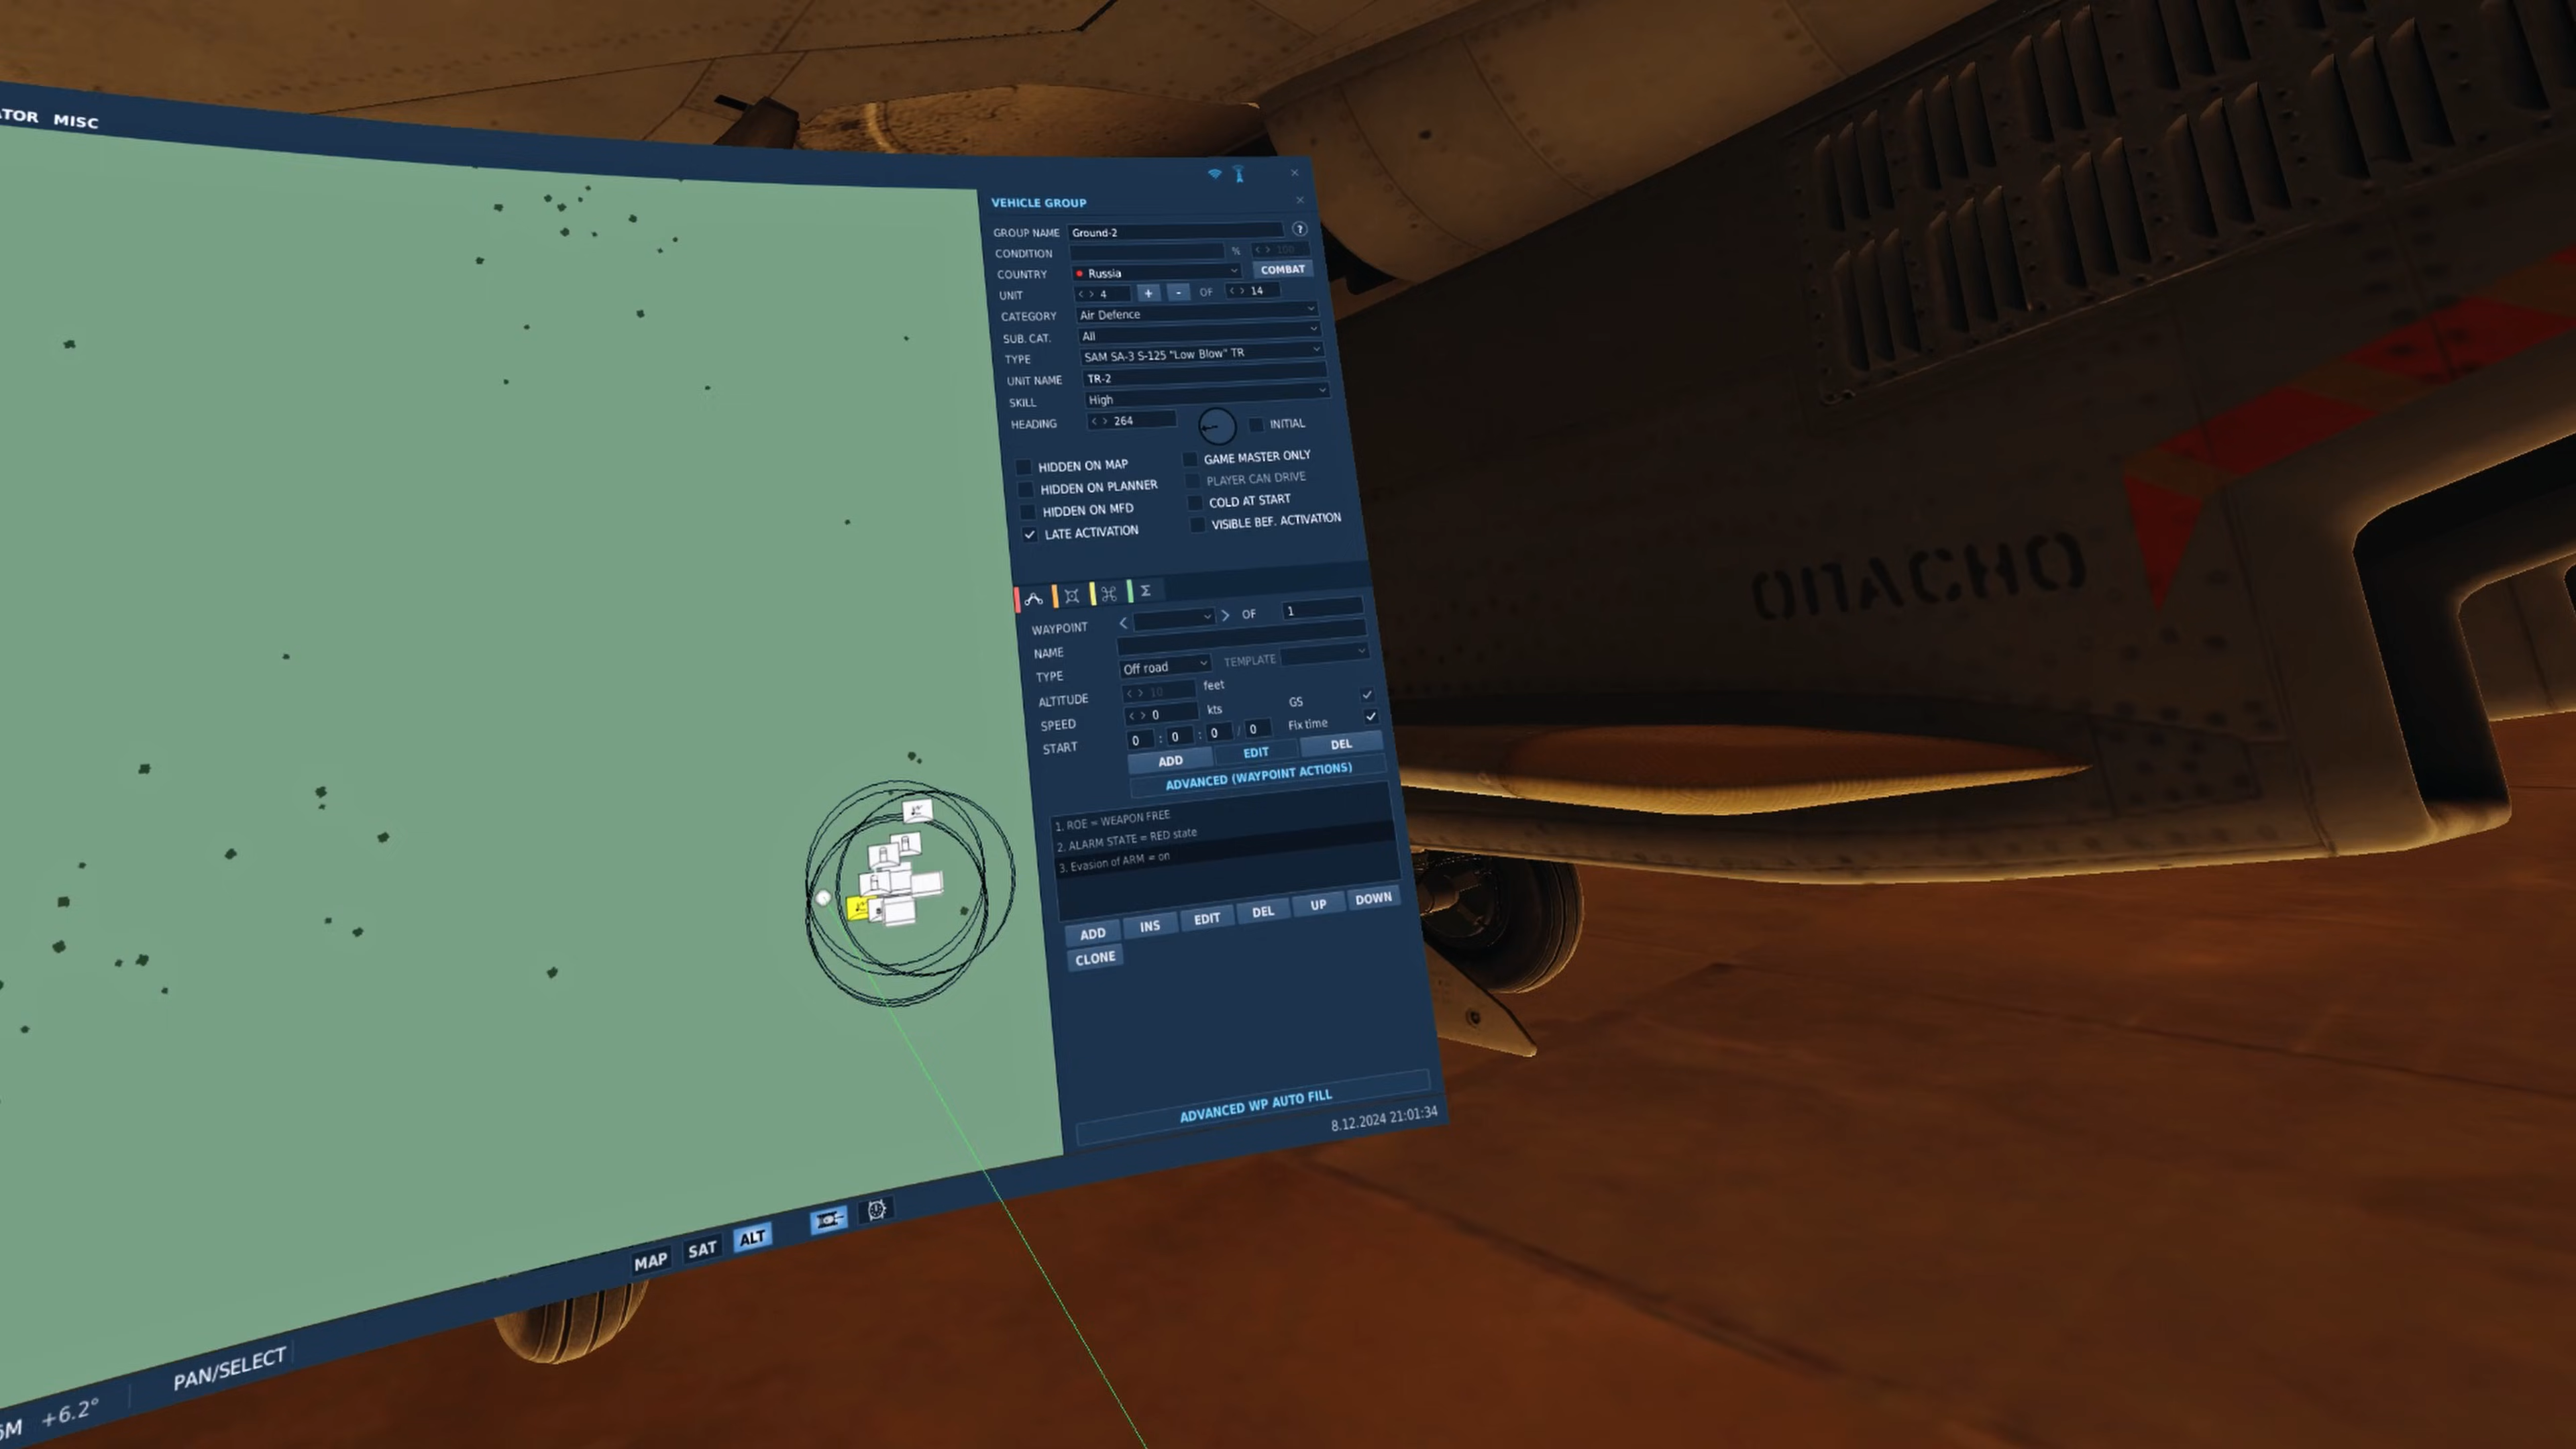 ATOR MISC
VEHICLE GROUP
GROUP NAME Ground-2 ?
CONDITION % < > 100
COUNTRY Russia COMBAT
UNIT < > 4 + - OF < > 14
CATEGORY Air Defence
SUB. CAT. All
TYPE SAM SA-3 S-125 "Low Blow" TR
UNIT NAME TR-2
SKILL High
HEADING < > 264 INITIAL
HIDDEN ON MAP GAME MASTER ONLY
HIDDEN ON PLANNER PLAYER CAN DRIVE
HIDDEN ON MFD COLD AT START
LATE ACTIVATION VISIBLE BEF. ACTIVATION
WAYPOINT < > OF 1
NAME
TYPE Off road TEMPLATE
ALTITUDE < > 10 feet
SPEED < > 0 kts GS
START 0 : 0 : 0 / 0 Fix time
ADD EDIT DEL
ADVANCED (WAYPOINT ACTIONS)
1. ROE = WEAPON FREE
2. ALARM STATE = RED state
3. Evasion of ARM = on
ADD INS EDIT DEL UP DOWN
CLONE
ADVANCED WP AUTO FILL
8.12.2024 21:01:34
MAP SAT ALT
PAN/SELECT
+6.2°
ОПАСНО